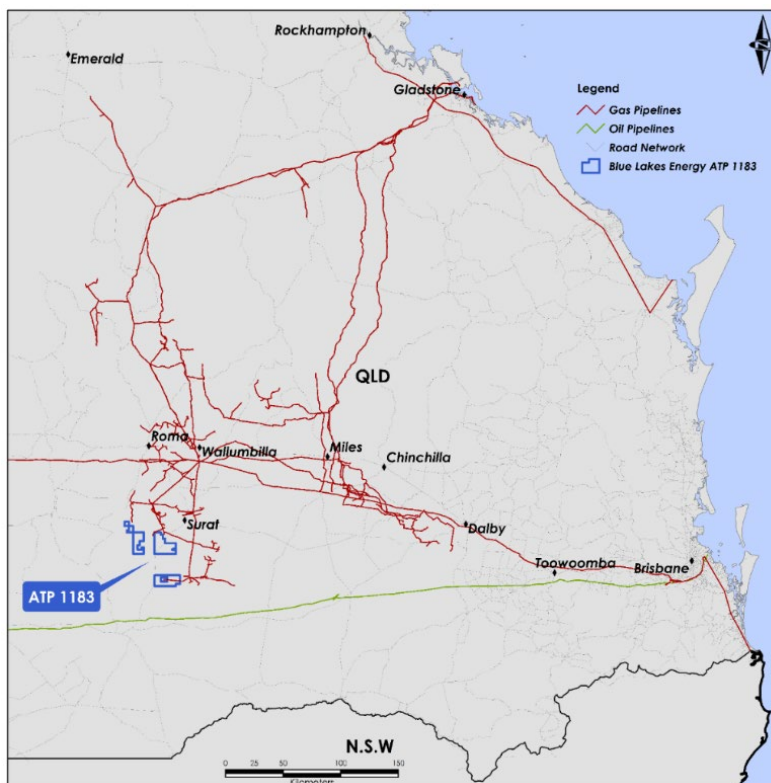 Rockhampton
Emerald
Gladstone
Legend
Gas Pipelines
Oil Pipelines
Road Network
Blue Lakes Energy ATP 1183
QLD
Roma
Wallumbilla
Miles
Chinchilla
Surat
Dalby
Toowoomba
Brisbane
ATP 1183
N.S.W
0 25 50 100 150
Kilometers